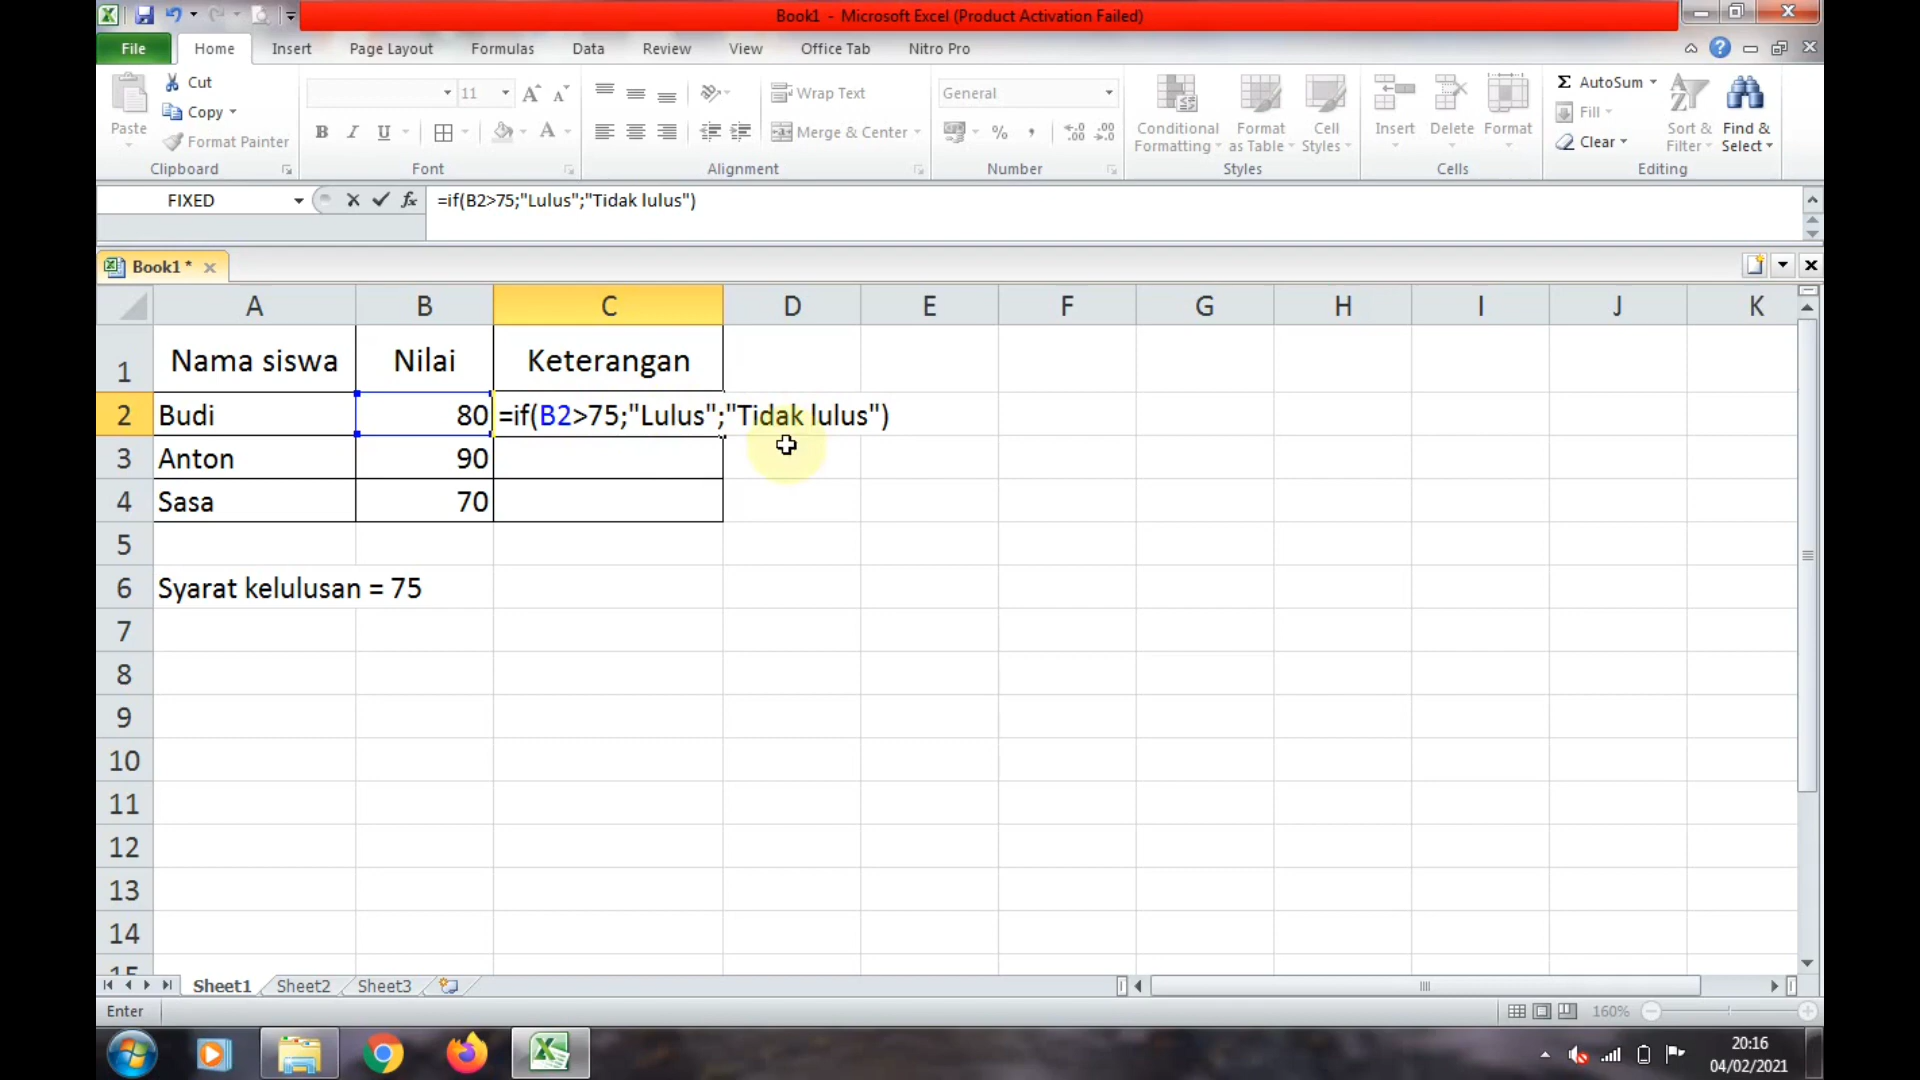 Book1 - Microsoft Excel (Product Activation Failed)
File Home Insert Page Layout Formulas Data Review View Office Tab Nitro Pro
Paste
Cut
Copy
Format Painter
Clipboard
11
B I U
A
Font
Wrap Text
Merge & Center
Alignment
General
%
,
Number
Conditional Formatting
Format as Table
Cell Styles
Styles
Insert
Delete
Format
Cells
Σ AutoSum
Fill
Clear
Sort & Filter
Find & Select
Editing
FIXED
fx
=if(B2>75;"Lulus";"Tidak lulus")
Book1 *
A B C D E F G H I J K
1 Nama siswa Nilai Keterangan
2 Budi 80 =if(B2>75;"Lulus";"Tidak lulus")
3 Anton 90
4 Sasa 70
5
6 Syarat kelulusan = 75
7
8
9
10
11
12
13
14
15
Sheet1 Sheet2 Sheet3
Enter
160%
20:16
04/02/2021